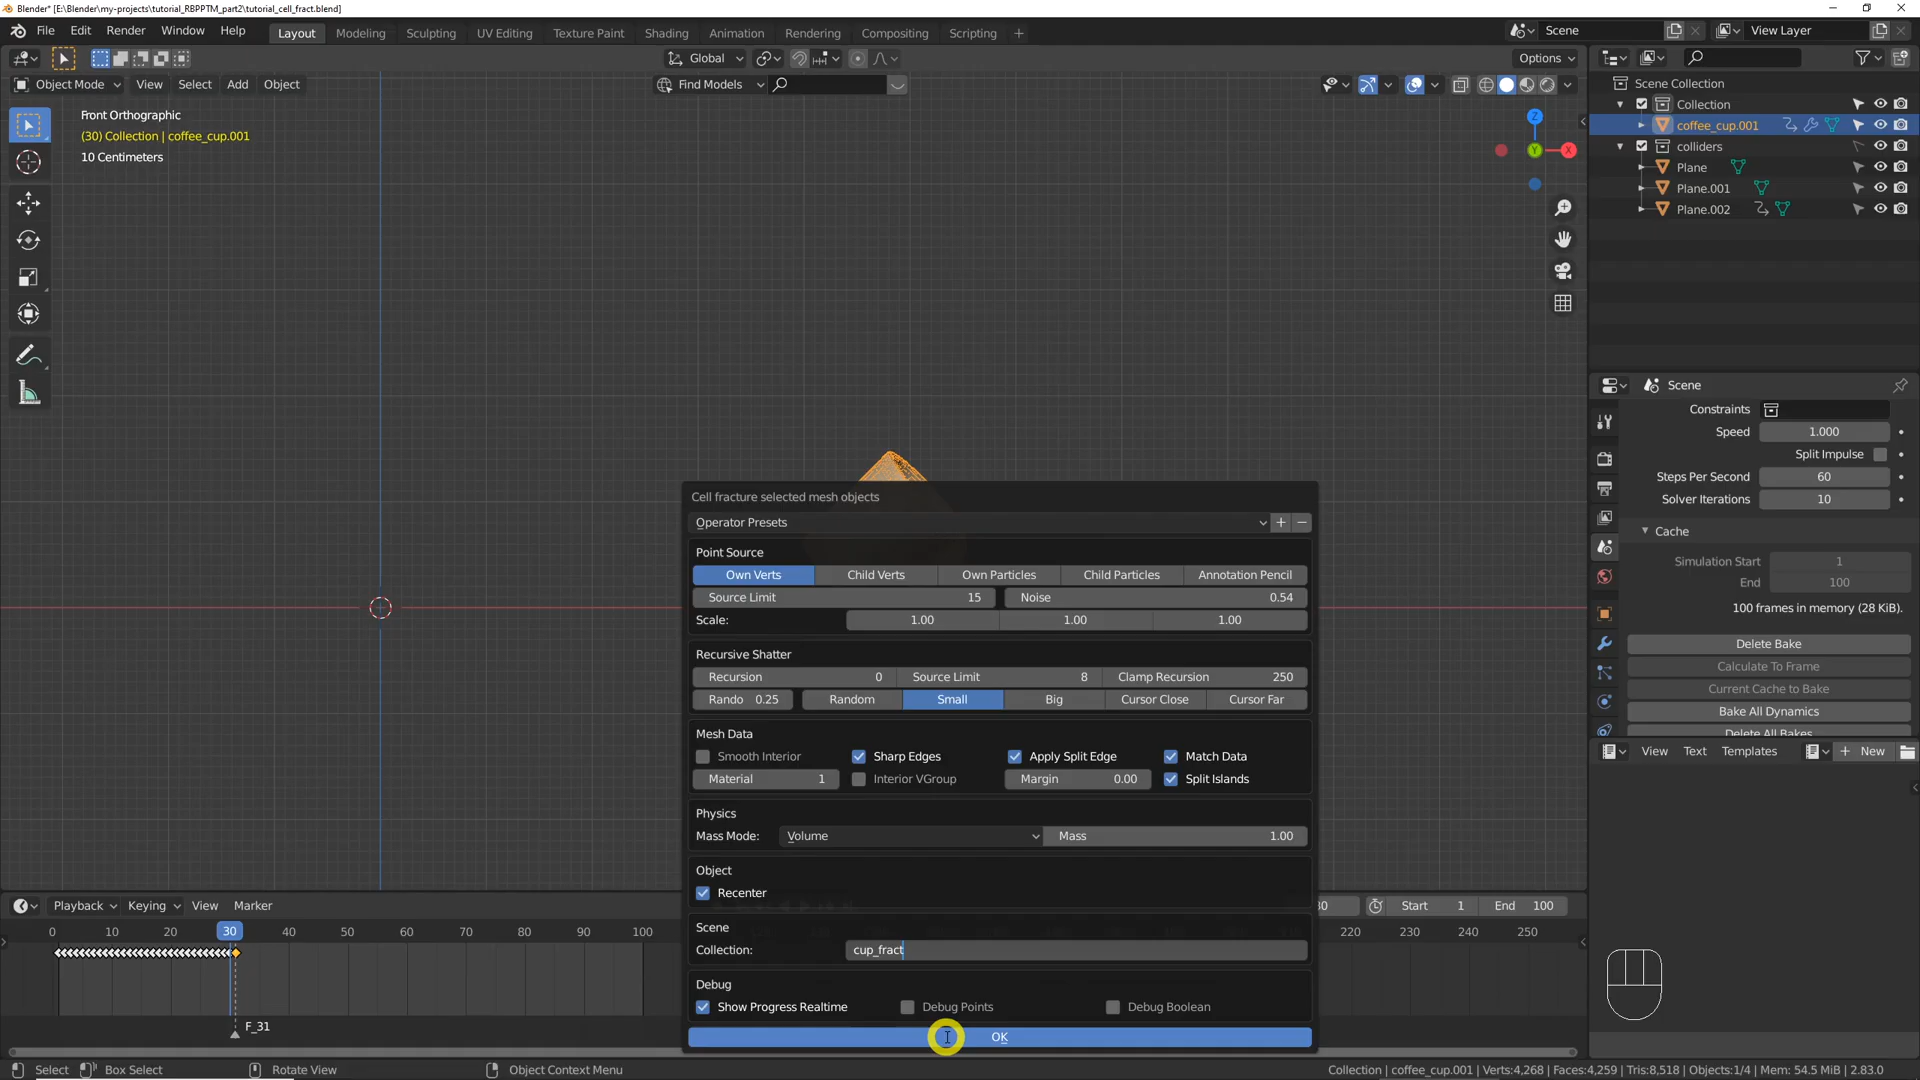 Blender* [E:\Blender\my-projects\tutorial_RBPPTM_part2\tutorial_cell_fract.blend]
File Edit Render Window Help Layout Modeling Sculpting UV Editing Texture Paint Shading Animation Rendering Compositing Scripting + Scene View Layer
Global Options
Object Mode View Select Add Object Find Models
Front Orthographic
(30) Collection | coffee_cup.001
10 Centimeters
Z
Y
X
Scene Collection
Collection
coffee_cup.001
colliders
Plane
Plane.001
Plane.002
Scene
Constraints
Speed 1.000
Split Impulse
Steps Per Second 60
Solver Iterations 10
Cache
Simulation Start 1
End 100
100 frames in memory (28 KiB).
Delete Bake
Calculate To Frame
Current Cache to Bake
Bake All Dynamics
Delete All Bakes
View Text Templates + New
Cell fracture selected mesh objects
Operator Presets
Point Source
Own Verts Child Verts Own Particles Child Particles Annotation Pencil
Source Limit 15 Noise 0.54
Scale: 1.00 1.00 1.00
Recursive Shatter
Recursion 0 Source Limit 8 Clamp Recursion 250
Rando 0.25 Random Small Big Cursor Close Cursor Far
Mesh Data
Smooth Interior Sharp Edges Apply Split Edge Match Data
Material 1 Interior VGroup Margin 0.00 Split Islands
Physics
Mass Mode: Volume Mass 1.00
Object
Recenter
Scene
Collection: cup_fract
Debug
Show Progress Realtime Debug Points Debug Boolean
OK
Playback Keying View Marker 30 Start 1 End 100
0 10 20 30 40 50 60 70 80 90 100 220 230 240 250
F_31
Select Box Select Rotate View Object Context Menu Collection | coffee_cup.001 | Verts:4,268 | Faces:4,259 | Tris:8,518 | Objects:1/4 | Mem: 54.5 MiB | 2.83.0